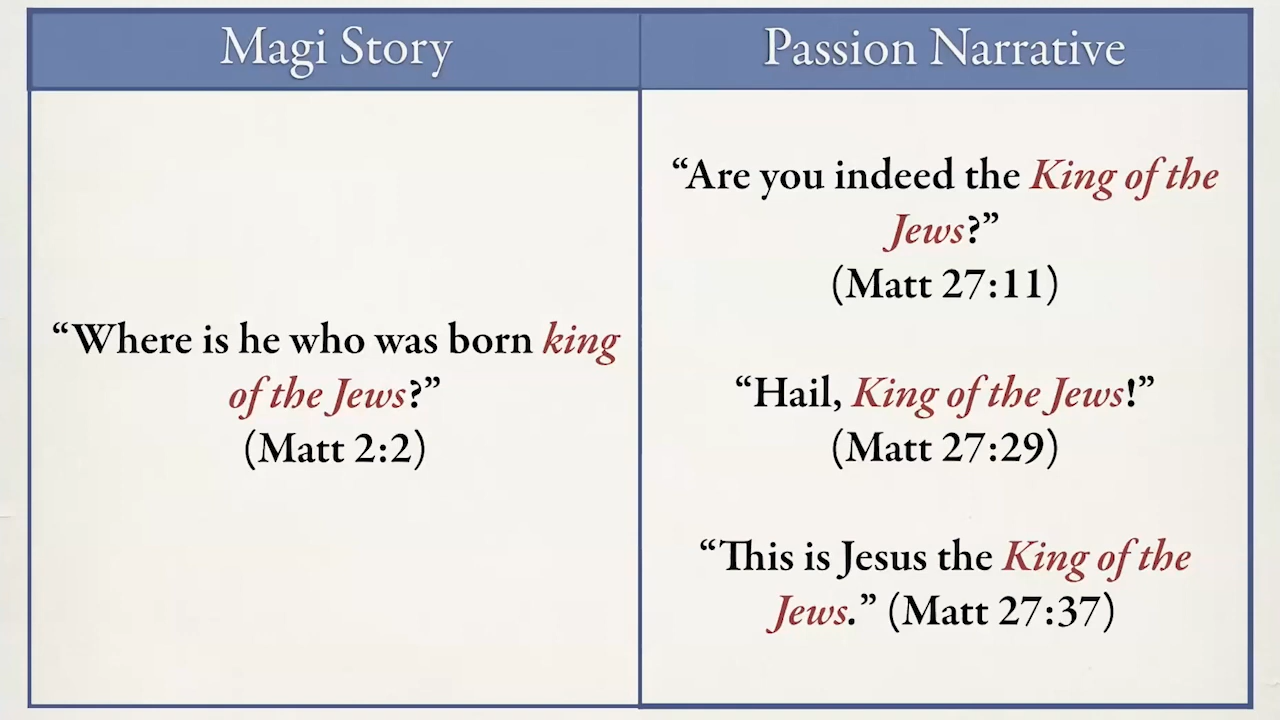 Magi Story
“Where is he who was born king
of the Jews?”
(Matt 2:2)
Passion Narrative
“Are you indeed the King of the
Jews?”
(Matt 27:11)
“Hail, King of the Jews!”
(Matt 27:29)
“This is Jesus the King of the
Jews.” (Matt 27:37)